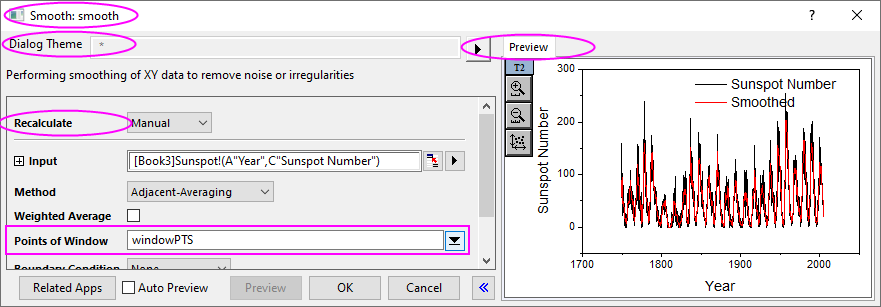 Smooth: smooth
?
Dialog Theme *
Performing smoothing of XY data to remove noise or irregularities
Recalculate Manual
Input [Book3]Sunspot!(A"Year",C"Sunspot Number")
Method Adjacent-Averaging
Weighted Average
Points of Window windowPTS
Boundary Condition None
Related Apps Auto Preview Preview OK Cancel
Preview
T2
Sunspot Number
Smoothed
Sunspot Number
300
200
100
0
1700 1800 1900 2000
Year